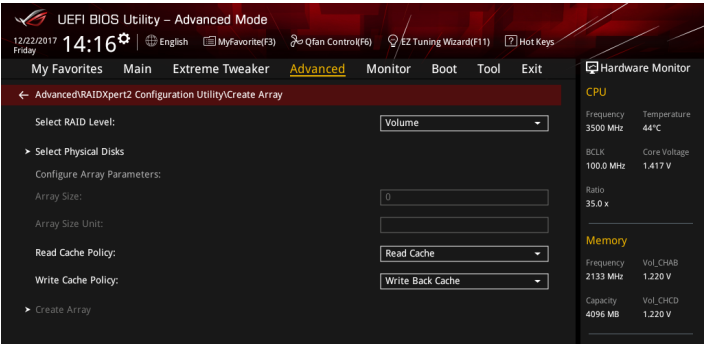 UEFI BIOS Utility – Advanced Mode
12/22/2017 Friday 14:16 English MyFavorite(F3) Qfan Control(F6) EZ Tuning Wizard(F11) ? Hot Keys
My Favorites Main Extreme Tweaker Advanced Monitor Boot Tool Exit
← Advanced\RAIDXpert2 Configuration Utility\Create Array
Select RAID Level: Volume
> Select Physical Disks
Configure Array Parameters:
Array Size: 0
Array Size Unit:
Read Cache Policy: Read Cache
Write Cache Policy: Write Back Cache
> Create Array
Hardware Monitor
CPU
Frequency Temperature
3500 MHz 44°C
BCLK Core Voltage
100.0 MHz 1.417 V
Ratio
35.0 x
Memory
Frequency Vol_CHAB
2133 MHz 1.220 V
Capacity Vol_CHCD
4096 MB 1.220 V